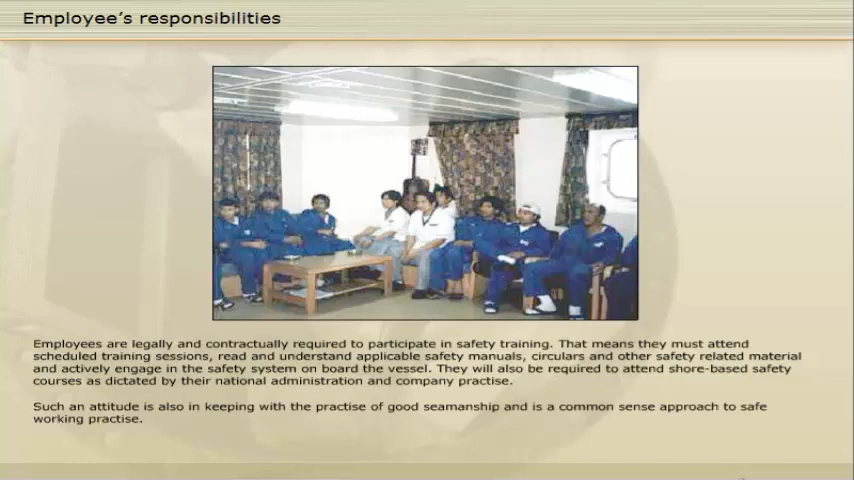 Employee's responsibilities
Employees are legally and contractually required to participate in safety training. That means they must attend
scheduled training sessions, read and understand applicable safety manuals, circulars and other safety related material
and actively engage in the safety system on board the vessel. They will also be required to attend shore-based safety
courses as dictated by their national administration and company practise.
Such an attitude is also in keeping with the practise of good seamanship and is a common sense approach to safe
working practise.